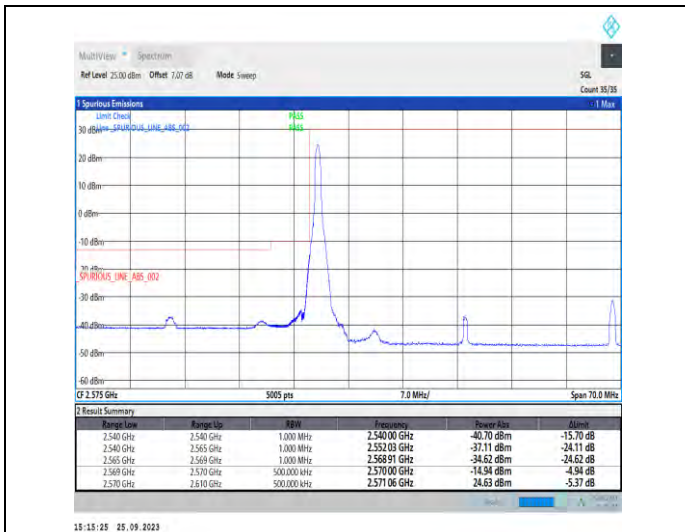 MultiView Spectrum
Ref Level 25.00 dBm Offset 7.07 dB Mode Sweep SGL
Count 35/35
1 Spurious Emissions 1 Max
Limit Check PASS
30 dBm Line _SPURIOUS_LINE_ABS_002 PASS
20 dBm
10 dBm
0 dBm
-10 dBm
-20 dBm
_SPURIOUS_LINE_ABS_002
-30 dBm
-40 dBm
-50 dBm
-60 dBm
CF 2.575 GHz 5005 pts 7.0 MHz/ Span 70.0 MHz
2 Result Summary
Range Low Range Up RBW Frequency Power Abs ΔLimit
2.540 GHz 2.540 GHz 1.000 MHz 2.540 00 GHz -40.70 dBm -15.70 dB
2.540 GHz 2.565 GHz 1.000 MHz 2.552 03 GHz -37.11 dBm -24.11 dB
2.565 GHz 2.569 GHz 1.000 MHz 2.568 91 GHz -34.62 dBm -24.62 dB
2.569 GHz 2.570 GHz 500.000 kHz 2.570 00 GHz -14.94 dBm -4.94 dB
2.570 GHz 2.610 GHz 500.000 kHz 2.571 06 GHz 24.63 dBm -5.37 dB
15:15:25 25.09.2023